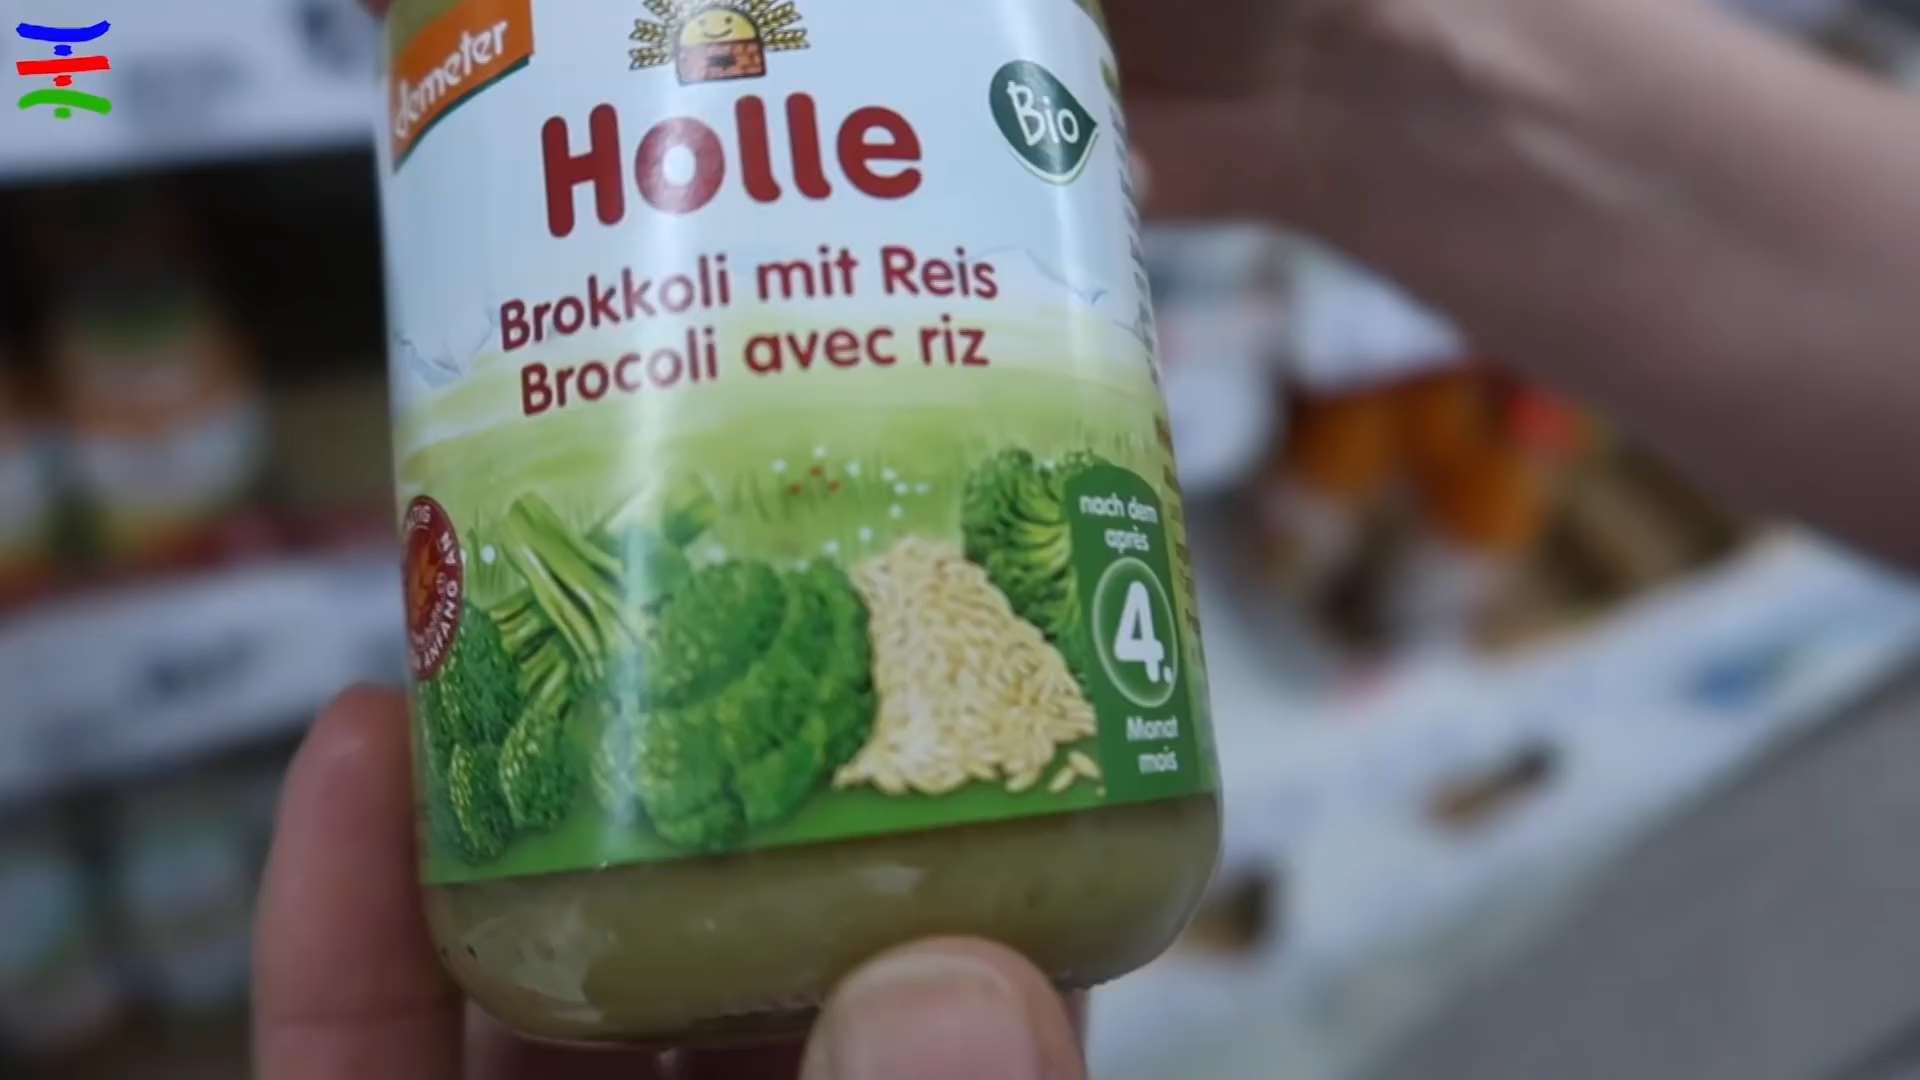 demeter
Holle
Bio
Brokkoli mit Reis
Brocoli avec riz
nach dem
après
4.
Monat
mois